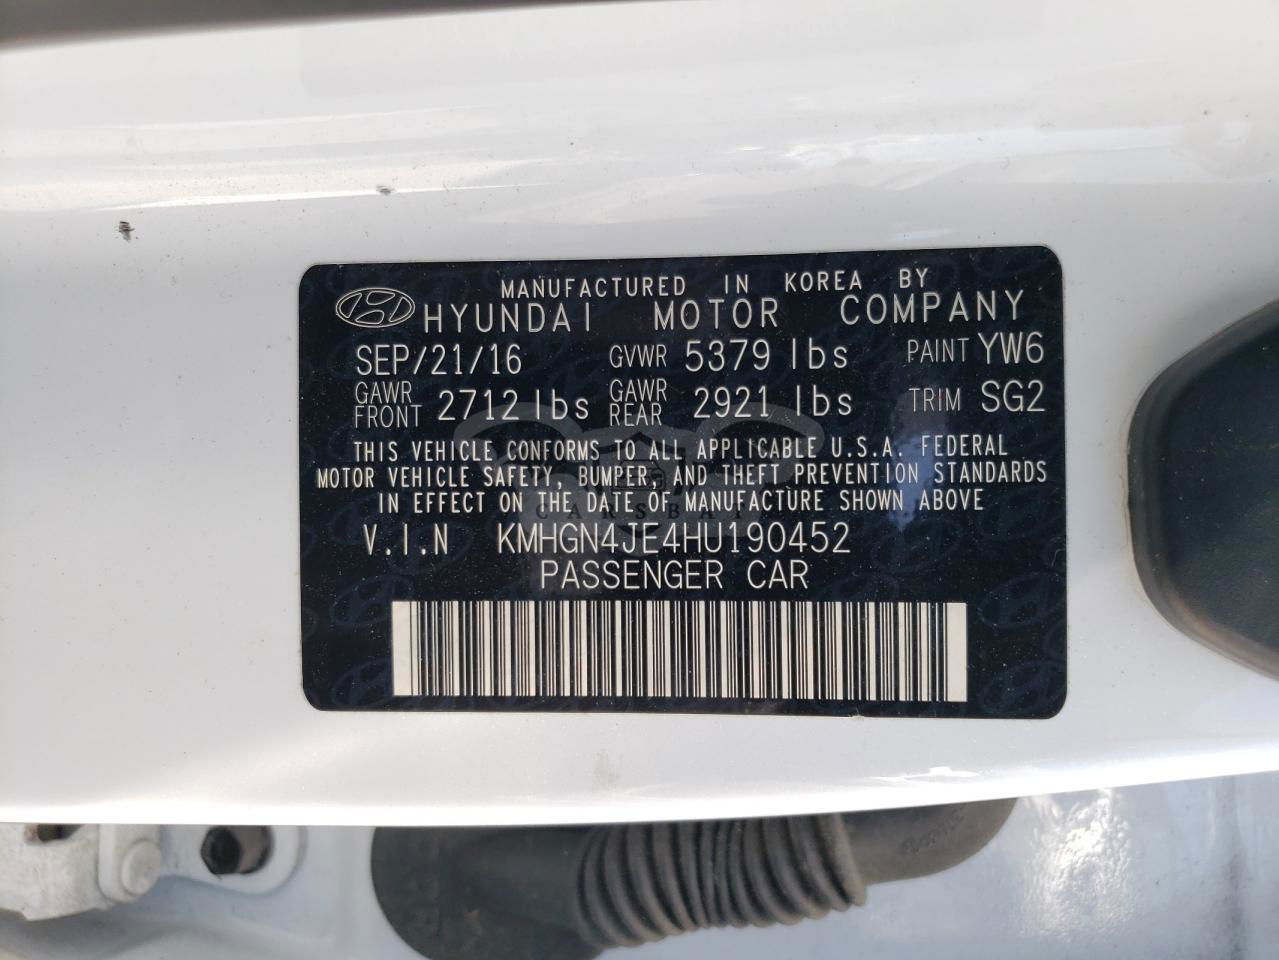 MANUFACTURED IN KOREA BY
HYUNDAI MOTOR COMPANY
SEP/21/16 GVWR 5379 lbs PAINT YW6
GAWR FRONT 2712 lbs GAWR REAR 2921 lbs TRIM SG2
THIS VEHICLE CONFORMS TO ALL APPLICABLE U.S.A. FEDERAL
MOTOR VEHICLE SAFETY, BUMPER, AND THEFT PREVENTION STANDARDS
IN EFFECT ON THE DATE OF MANUFACTURE SHOWN ABOVE
CARSBAT
V.I.N KMHGN4JE4HU190452
PASSENGER CAR